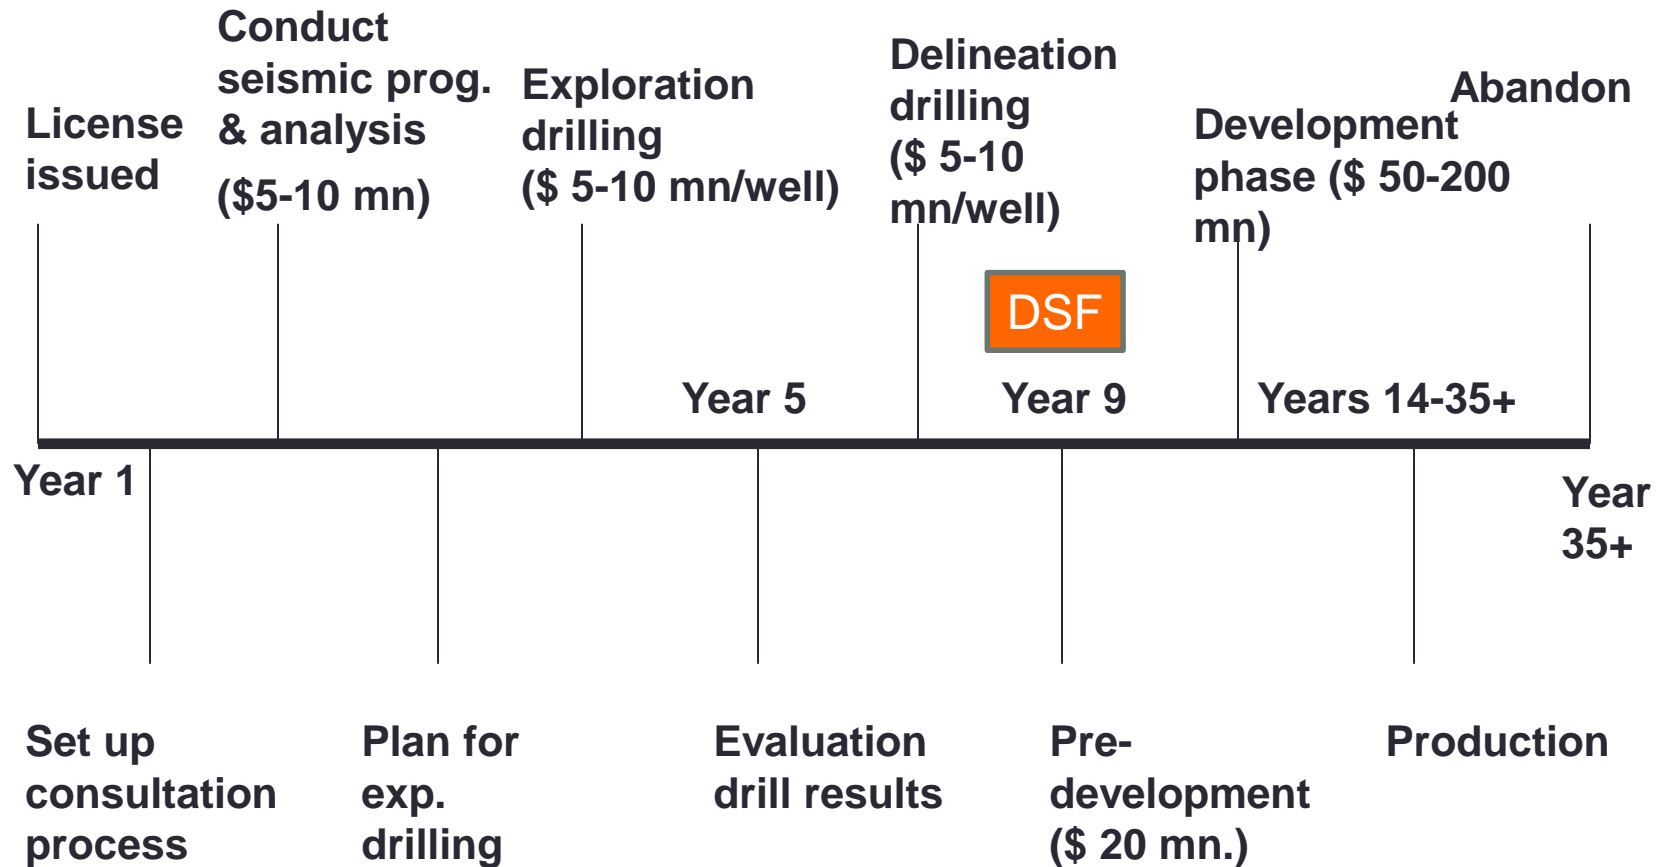 License
issued
Conduct
seismic prog.
& analysis
($5-10 mn)
Exploration
drilling
($ 5-10 mn/well)
Delineation
drilling
($ 5-10
mn/well)
Development
phase ($ 50-200
mn)
Abandon
DSF
Year 5
Year 9
Years 14-35+
Year 1
Year
35+
Set up
consultation
process
Plan for
exp.
drilling
Evaluation
drill results
Pre-
development
($ 20 mn.)
Production